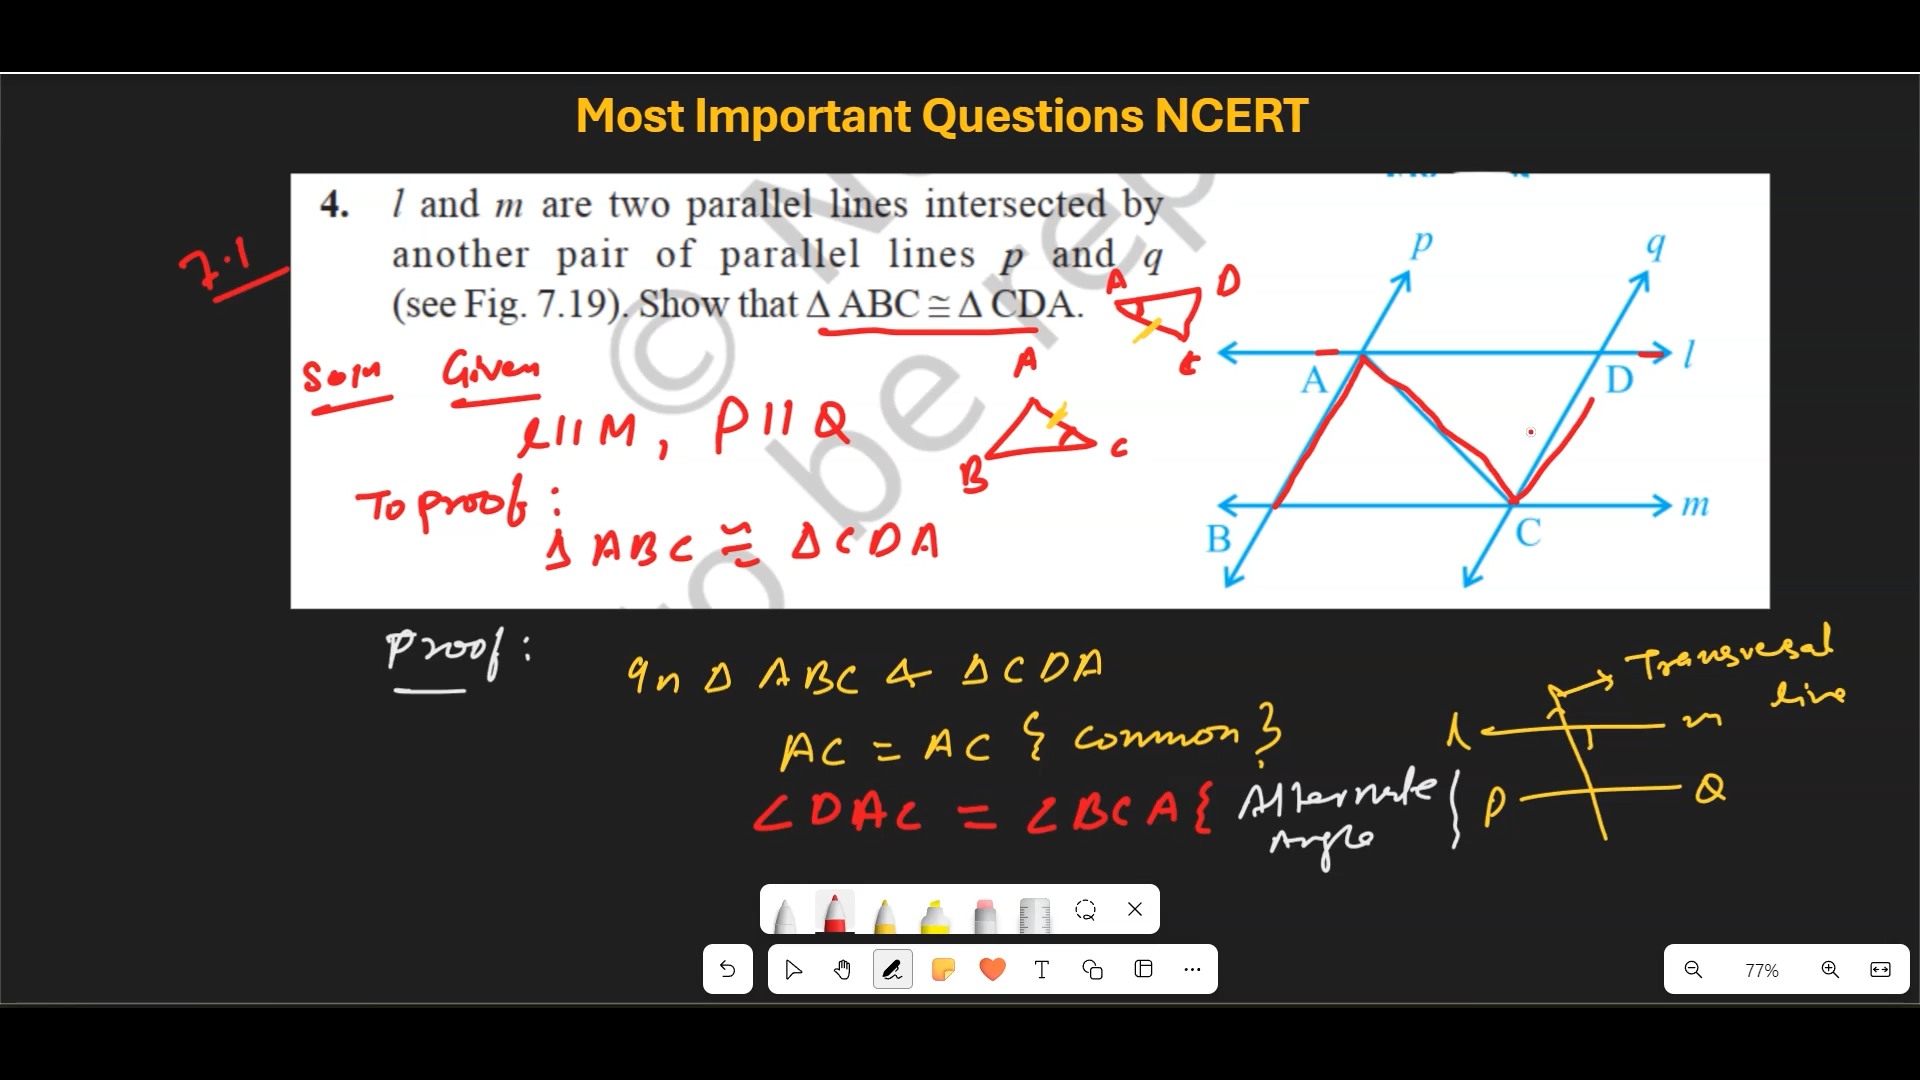 Most Important Questions NCERT
7.1
4. l and m are two parallel lines intersected by
another pair of parallel lines p and q
(see Fig. 7.19). Show that Δ ABC ≅ Δ CDA.
A D
C
Soln Given
l || M , P || Q
To proof :
Δ ABC ≅ Δ CDA
A
B C
p q
A D l
B C m
Proof :
In Δ ABC & Δ CDA
AC = AC { common }
∠DAC = ∠BCA { Alternate
Angle }
Transversal
line
l m
P Q
77%